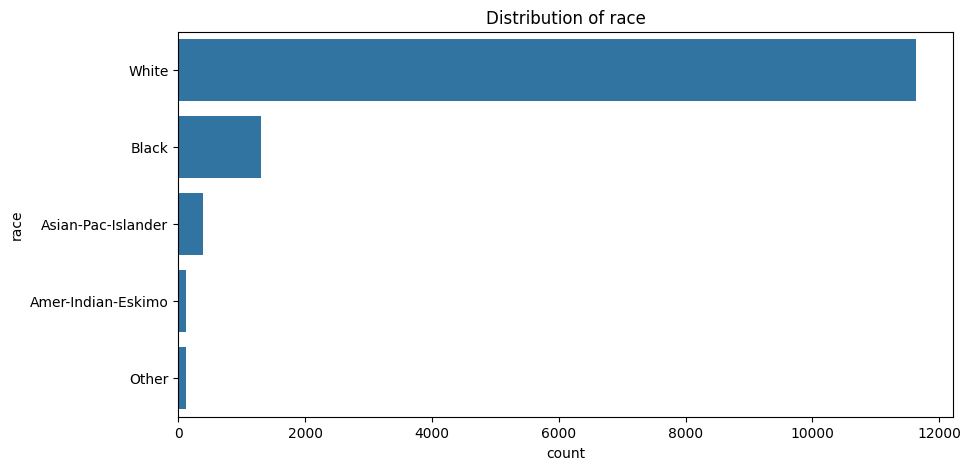 Distribution of race
White
Black
Asian-Pac-Islander
Amer-Indian-Eskimo
Other
race
0 2000 4000 6000 8000 10000 12000
count